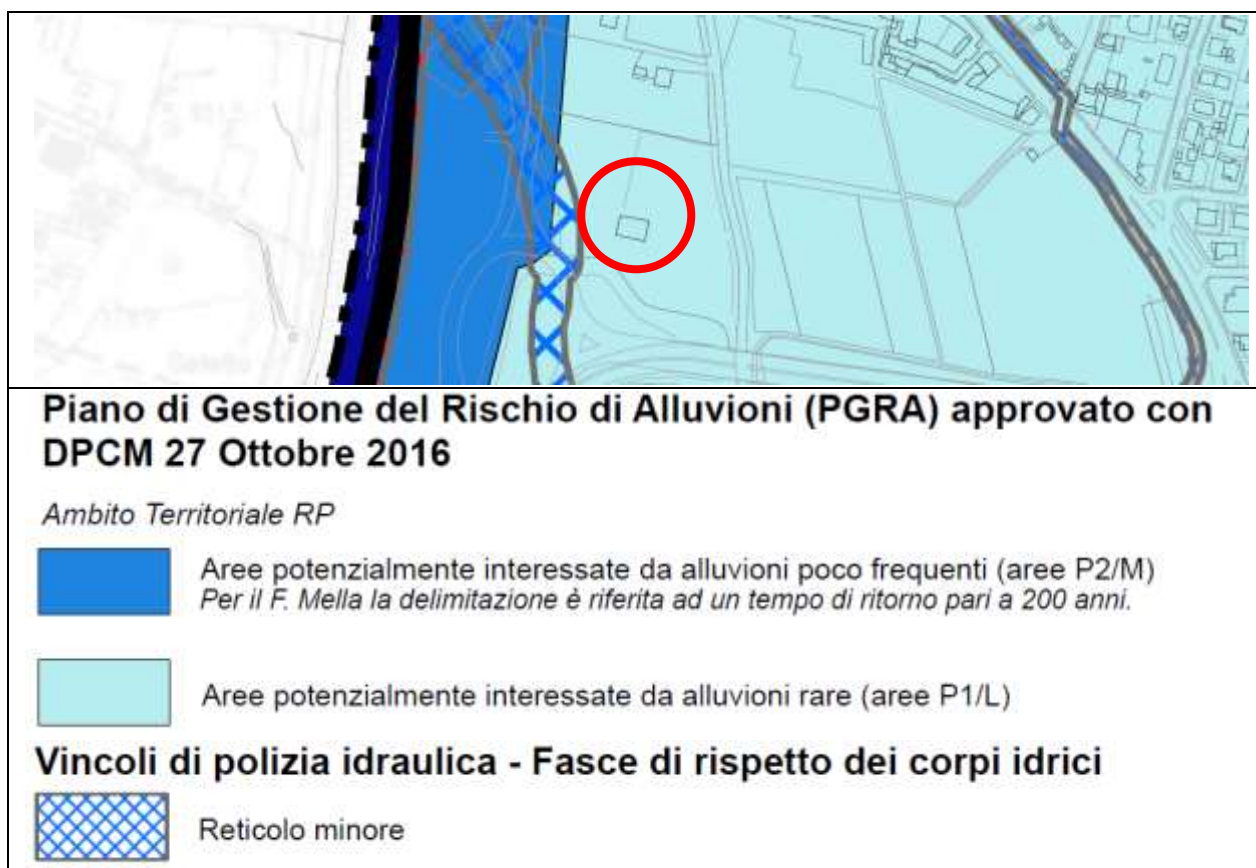 Piano di Gestione del Rischio di Alluvioni (PGRA) approvato con
DPCM 27 Ottobre 2016
Ambito Territoriale RP
Aree potenzialmente interessate da alluvioni poco frequenti (aree P2/M)
Per il F. Mella la delimitazione è riferita ad un tempo di ritorno pari a 200 anni.
Aree potenzialmente interessate da alluvioni rare (aree P1/L)
Vincoli di polizia idraulica - Fasce di rispetto dei corpi idrici
Reticolo minore